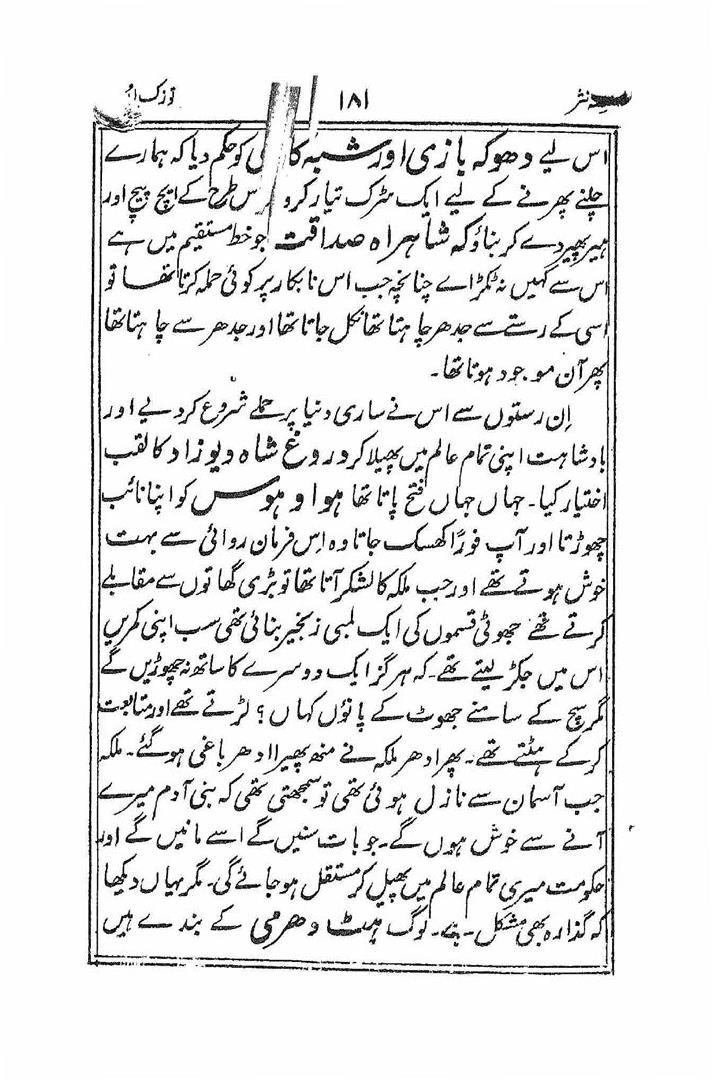 نثر ۱۸۱ توزک
اس لیے دھوکہ بازی اور شبہ کا کو حکم دیا کہ ہمارے
چلنے پھرنے کے لیے ایک سڑک تیار کرو س طرح کے ایچ پیچ اور
ہیر پھیر دے کر بناؤ کہ شاہراہ صداقت جو خط مستقیم میں ہے
اس سے کہیں نہ ٹکڑاے چنانچہ جب اس نابکار پر کوئی حملہ کرتا تھا تو
اسی کے رستے سے جدھر چاہتا تھا نکل جاتا تھا اور جدھر سے چاہتا تھا
پھر آن موجود ہوتا تھا۔
اِن رستوں سے اس نے ساری دنیا پر حملے شروع کر دیے اور
بادشاہت اپنی تمام عالم میں پھیلا کر دروغ شاہ دیوزاد کا لقب
اختیار کیا۔ جہاں جہاں فتح پاتا تھا ہوا و ہوس کو اپنا نائب
چھوڑتا اور آپ فوراً کھسک جاتا وہ اِس فرمان روائی سے بہت
خوش ہوتے تھے اور جب ملکہ کا لشکر آتا تھا تو بڑی گھاتوں سے مقابلے
کرتے تھے جھوٹی قسموں کی ایک لمبی زنجیر بنائی تھی سب اپنی کمریں
اس میں جکڑ لیتے تھے۔ کہ ہرگز ایک دوسرے کا ساتھ نہ چھوڑیں گے
مگر سچ کے سامنے جھوٹ کے پانؤں کہاں؟ لڑتے تھے اور متابعت
کر کے ہٹتے تھے۔ پھر ادھر ملکہ نے منھ پھیرا ادھر باغی ہو گئے۔ ملکہ
جب آسمان سے نازل ہوئی تھی تو سمجھتی تھی کہ بنی آدم میرے
آنے سے خوش ہوں گے۔ جو بات سنیں گے اسے مانیں گے اور
حکومت میری تمام عالم میں پھیل کر مستقل ہو جائے گی۔ مگر یہاں دیکھا
کہ گذارہ بھی مشکل۔ ہے۔ لوگ ہٹ دھرمی کے بندے ہیں